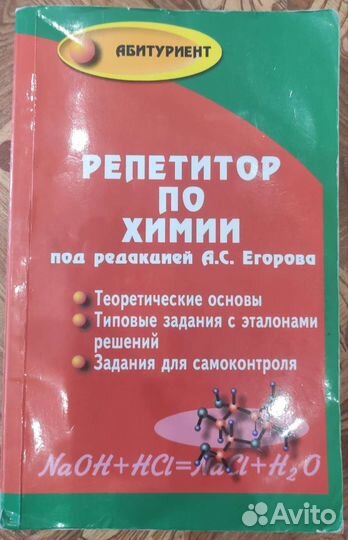 АБИТУРИЕНТ
РЕПЕТИТОР
ПО
ХИМИИ
под редакцией А.С. Егорова
Теоретические основы
Типовые задания с эталонами
решений
Задания для самоконтроля
NaOH+HCl=NaCl+H₂O
Avito